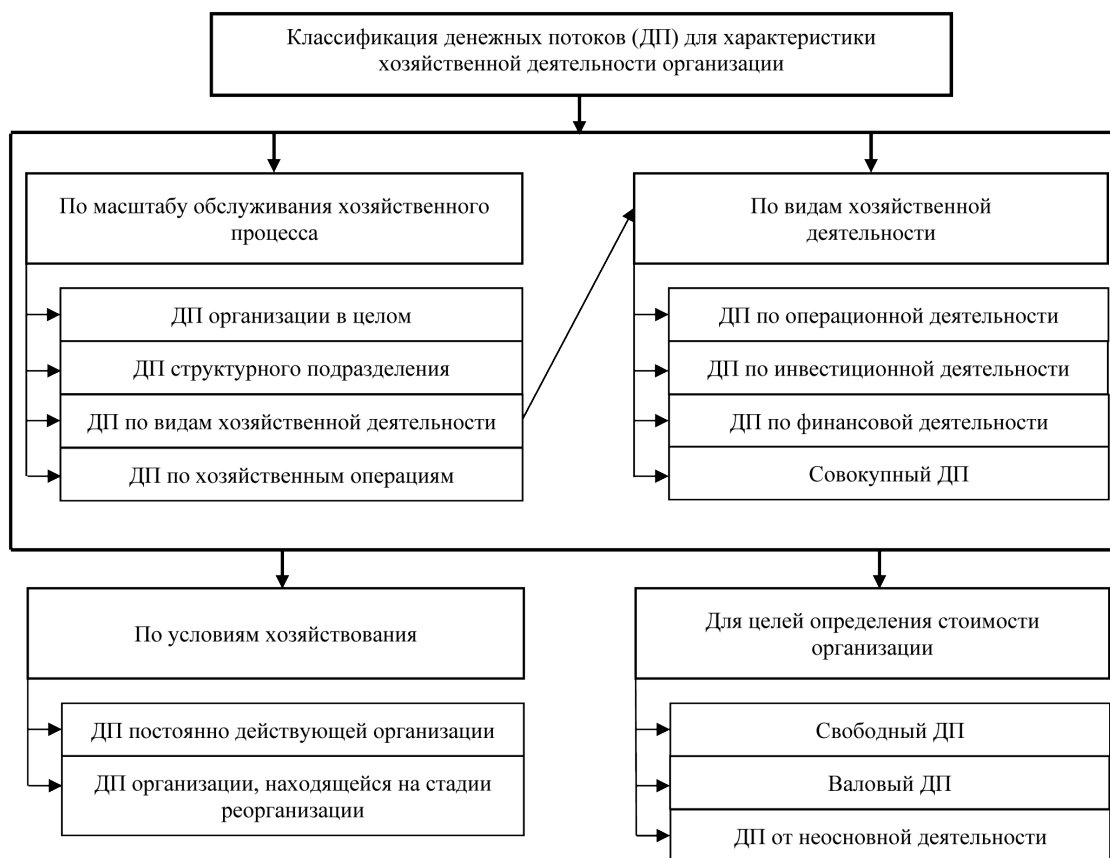 Классификация денежных потоков (ДП) для характеристики
хозяйственной деятельности организации
По масштабу обслуживания хозяйственного
процесса
ДП организации в целом
ДП структурного подразделения
ДП по видам хозяйственной деятельности
ДП по хозяйственным операциям
По видам хозяйственной
деятельности
ДП по операционной деятельности
ДП по инвестиционной деятельности
ДП по финансовой деятельности
Совокупный ДП
По условиям хозяйствования
ДП постоянно действующей организации
ДП организации, находящейся на стадии
реорганизации
Для целей определения стоимости
организации
Свободный ДП
Валовый ДП
ДП от неосновной деятельности